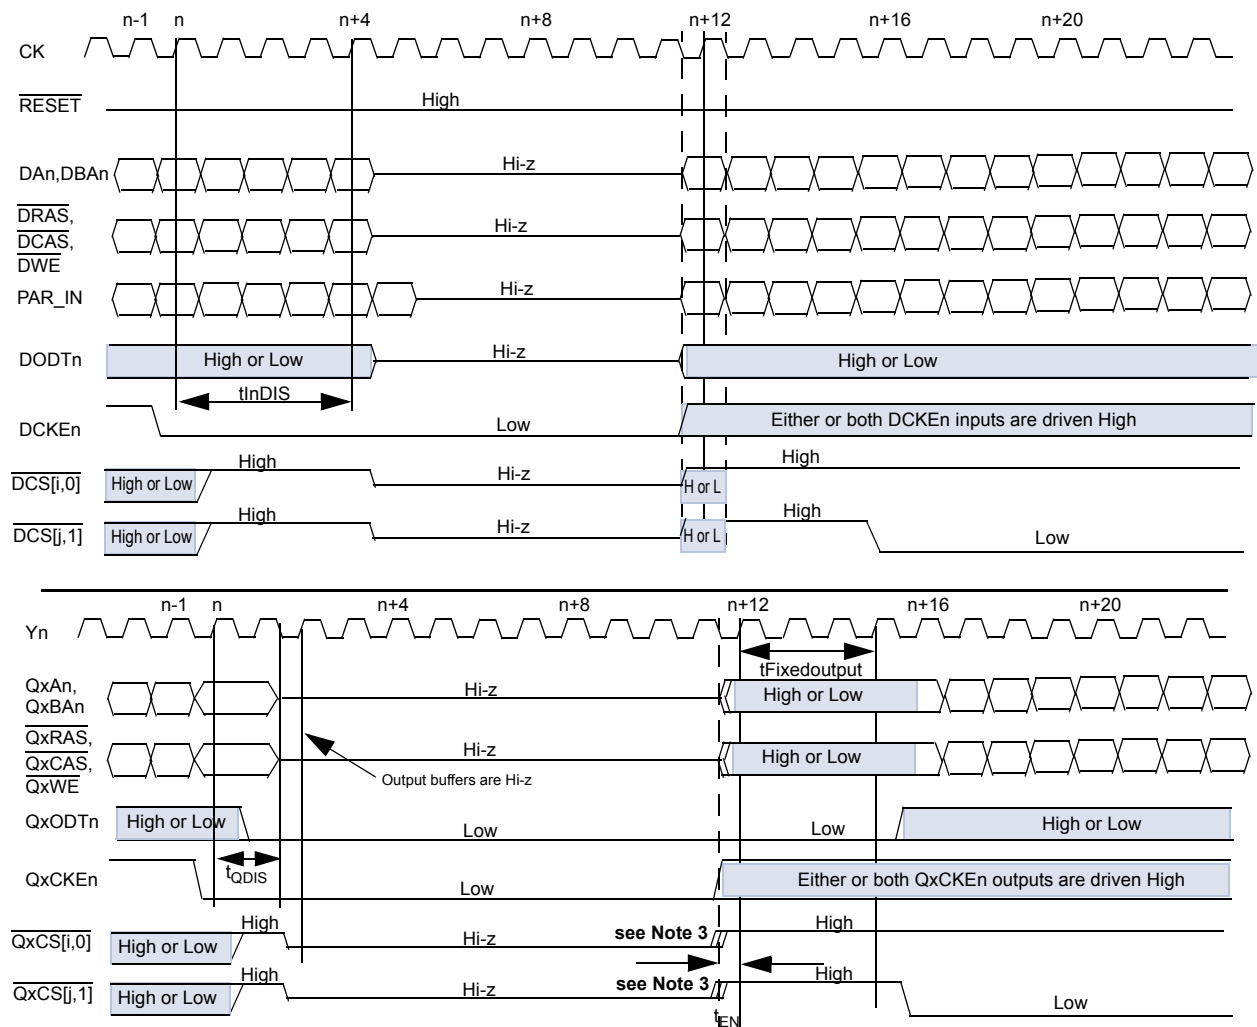 n-1 n n+4 n+8 n+12 n+16 n+20
CK
RESET High
DAn,DBAn Hi-z
DRAS,
DCAS, Hi-z
DWE
PAR_IN Hi-z
DODTn High or Low Hi-z High or Low
tInDIS
DCKEn Low Either or both DCKEn inputs are driven High
DCS[i,0] High or Low High Hi-z H or L High
DCS[j,1] High or Low High Hi-z H or L High Low
n-1 n n+4 n+8 n+12 n+16 n+20
Yn
tFixedoutput
QxAn,
QxBAn Hi-z High or Low
QxRAS,
QxCAS, Hi-z High or Low
QxWE
Output buffers are Hi-z
QxODTn High or Low Low Low High or Low
tQDIS
QxCKEn Low Either or both QxCKEn outputs are driven High
QxCS[i,0] High or Low High Hi-z see Note 3 High
QxCS[j,1] High or Low High Hi-z see Note 3 High Low
tEN